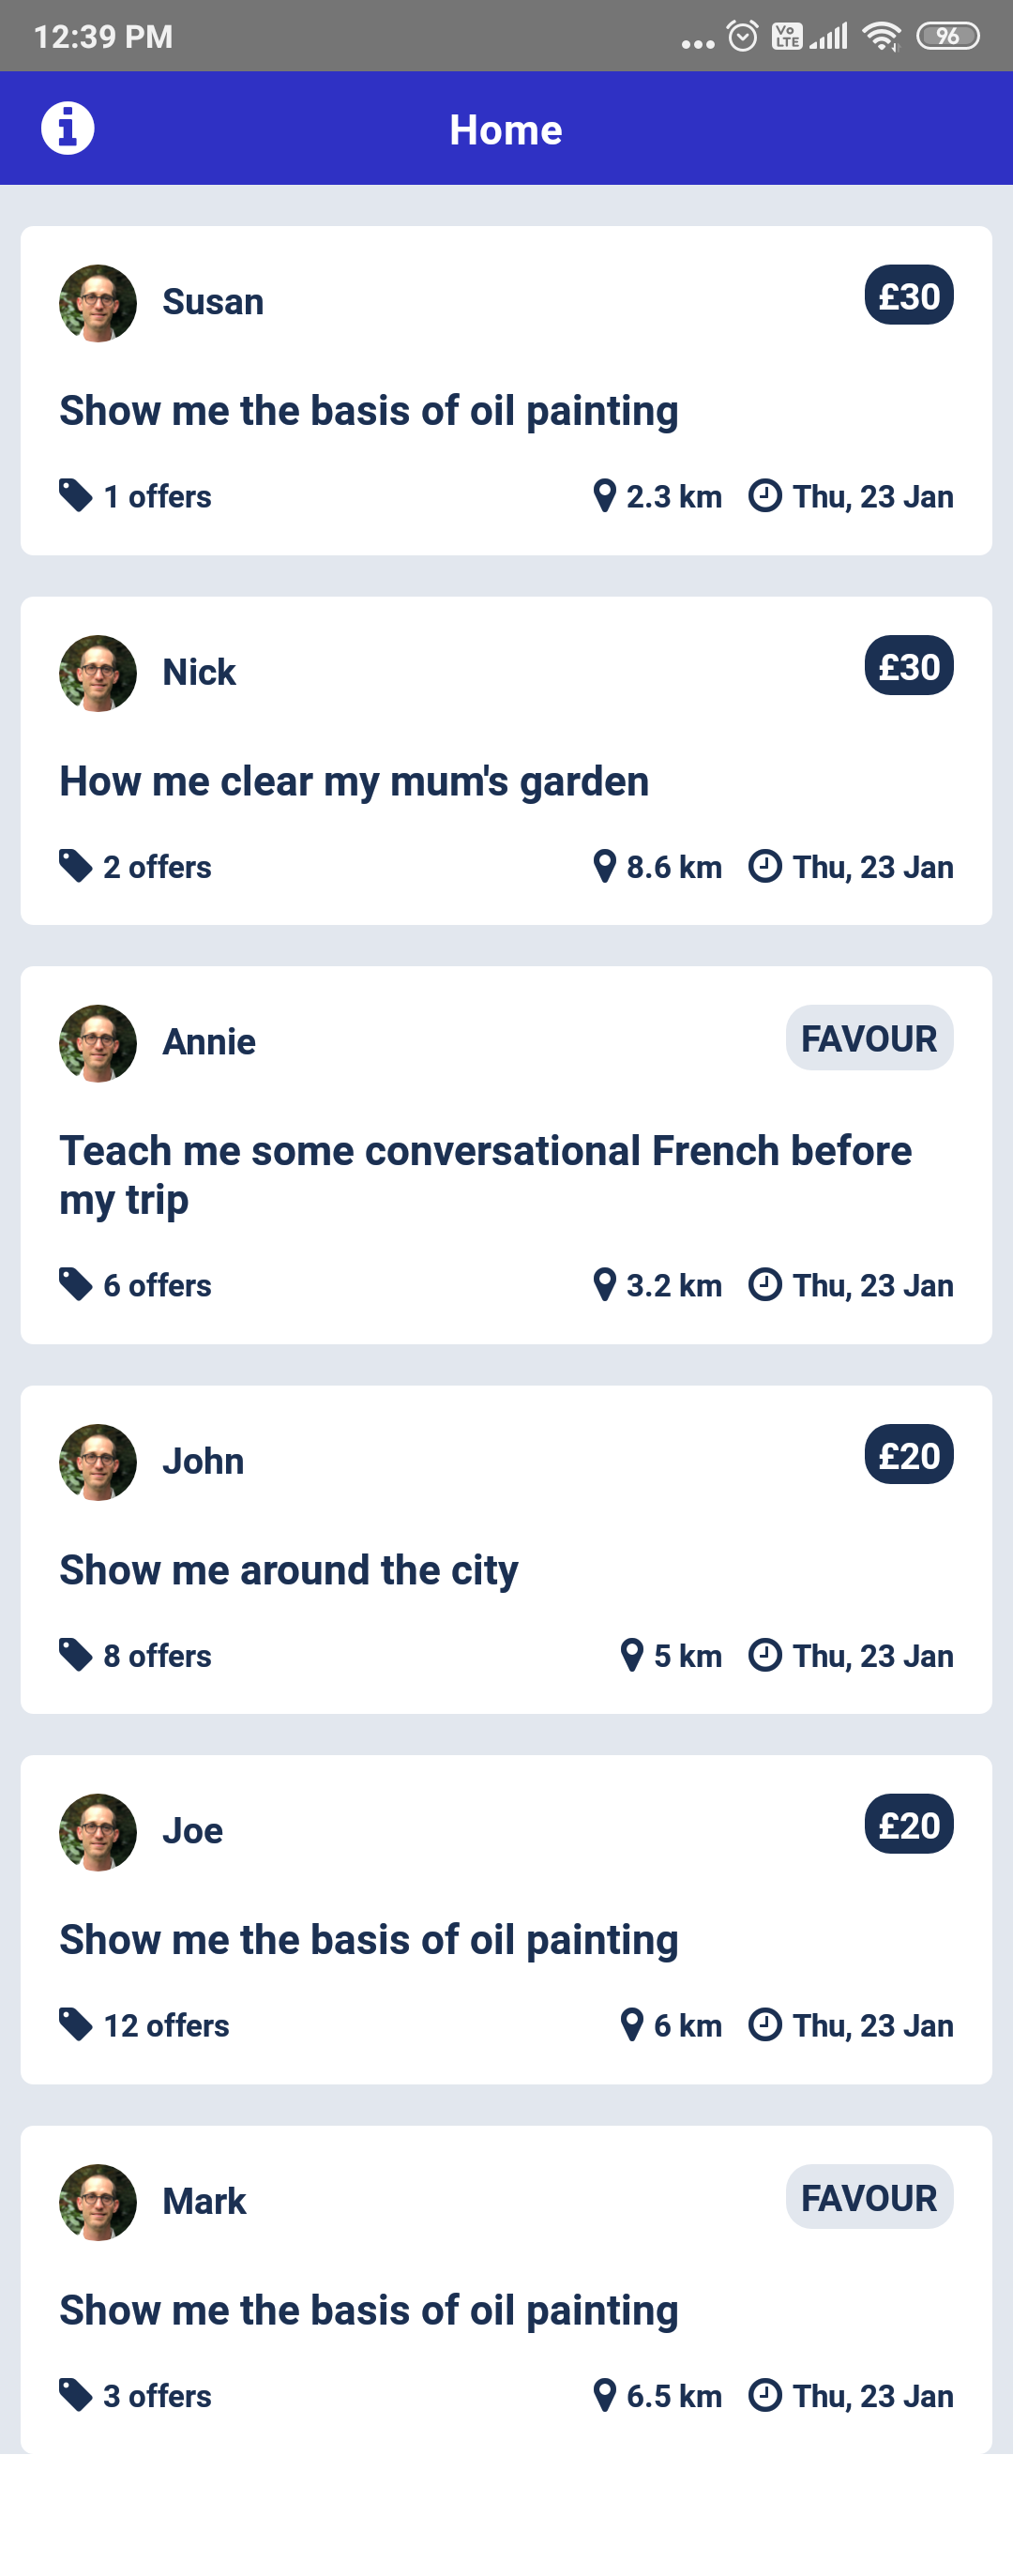 12:39 PM
Vo LTE
96
Home
Susan
£30
Show me the basis of oil painting
1 offers
2.3 km
Thu, 23 Jan
Nick
£30
How me clear my mum's garden
2 offers
8.6 km
Thu, 23 Jan
Annie
FAVOUR
Teach me some conversational French before
my trip
6 offers
3.2 km
Thu, 23 Jan
John
£20
Show me around the city
8 offers
5 km
Thu, 23 Jan
Joe
£20
Show me the basis of oil painting
12 offers
6 km
Thu, 23 Jan
Mark
FAVOUR
Show me the basis of oil painting
3 offers
6.5 km
Thu, 23 Jan